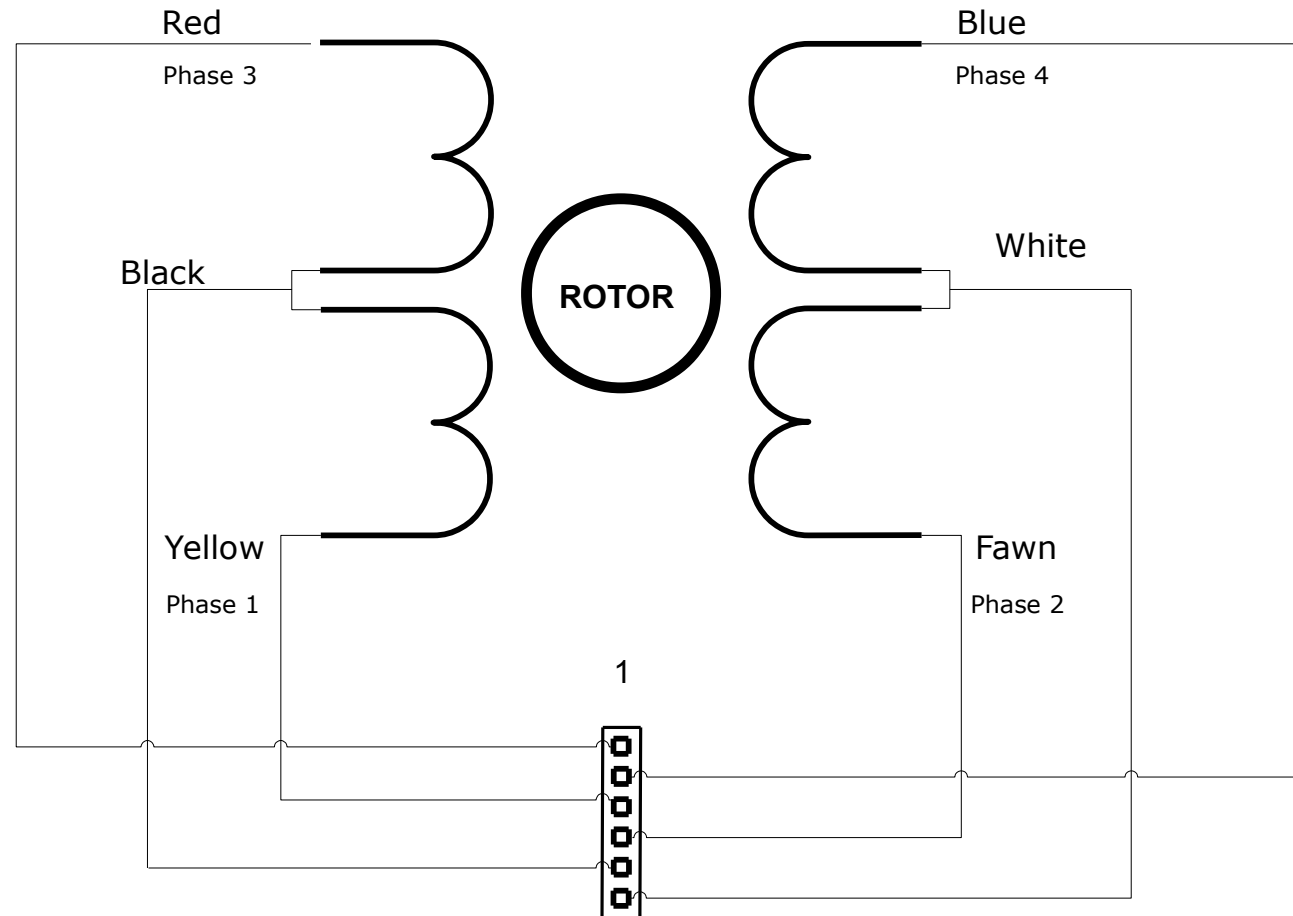 Red
Phase 3
Blue
Phase 4
Black
White
ROTOR
Yellow
Phase 1
Fawn
Phase 2
1